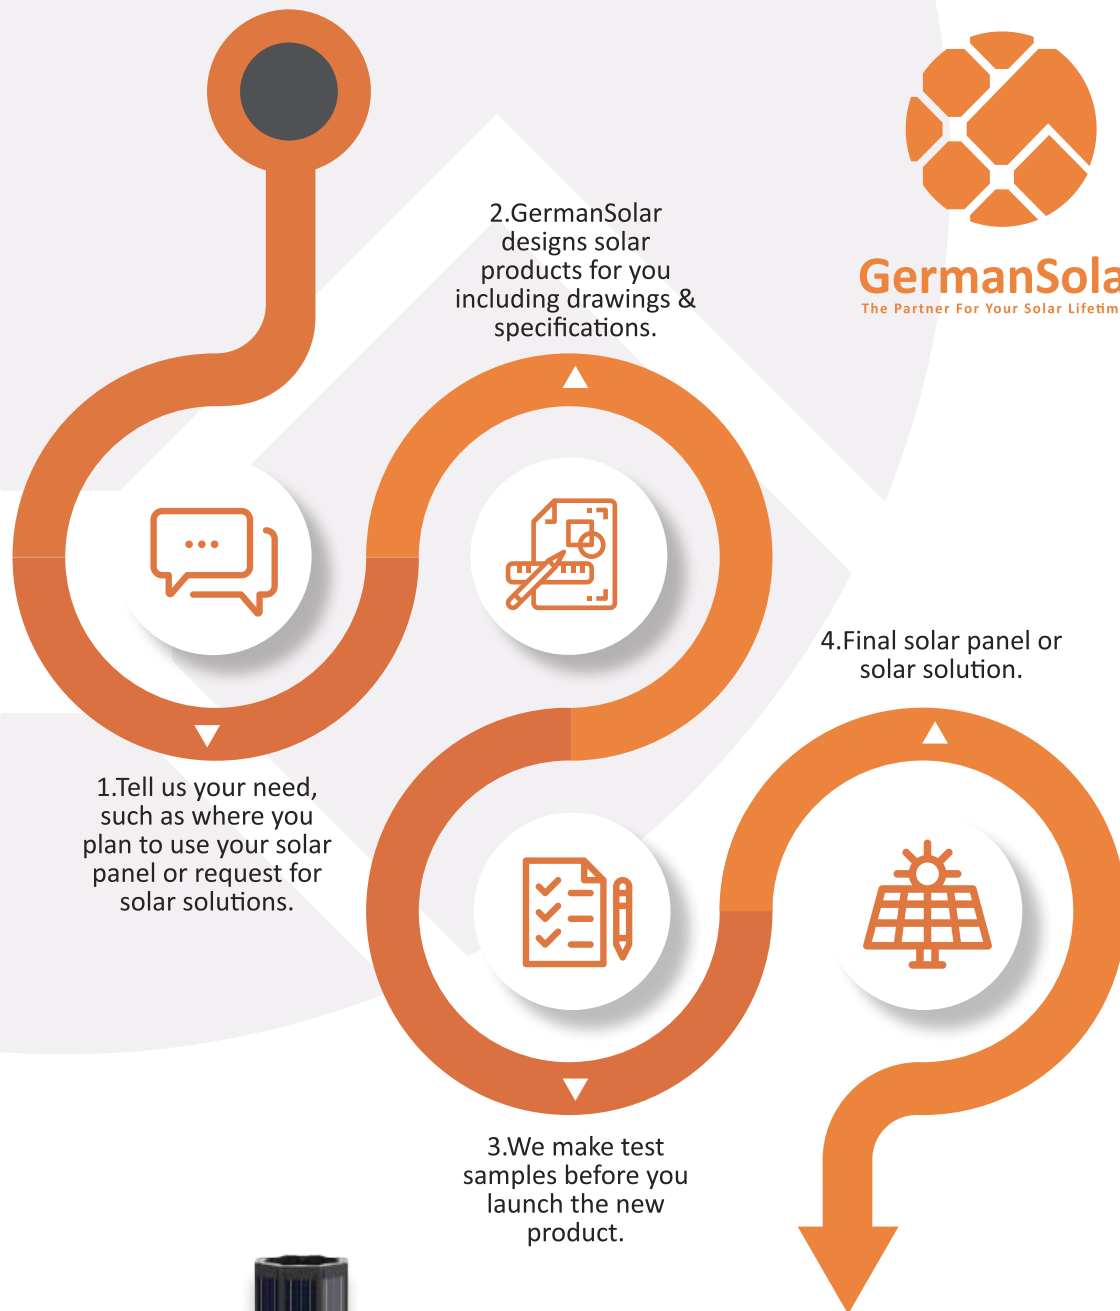 GermanSola
The Partner For Your Solar Lifetim
2.GermanSolar
designs solar
products for you
including drawings &
specifications.
1.Tell us your need,
such as where you
plan to use your solar
panel or request for
solar solutions.
4.Final solar panel or
solar solution.
3.We make test
samples before you
launch the new
product.